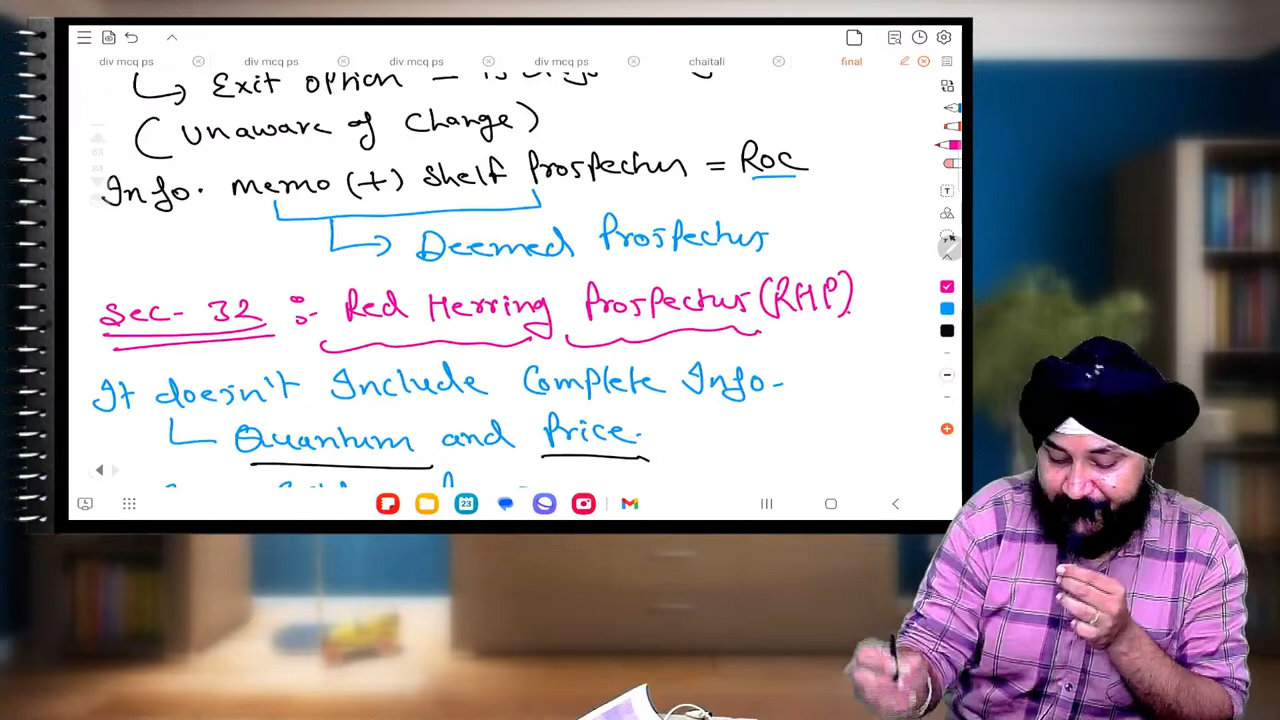 div mcq ps div mcq ps div mcq ps div mcq ps chaitali final
↳ Exit option –
(unaware of change)
Info. memo (+) Shelf Prospectus = ROC
↳ Deemed Prospectus
Sec- 32 :- Red Herring Prospectus (RHP).
It doesn't Include Complete Info-
Quantum and Price.
23